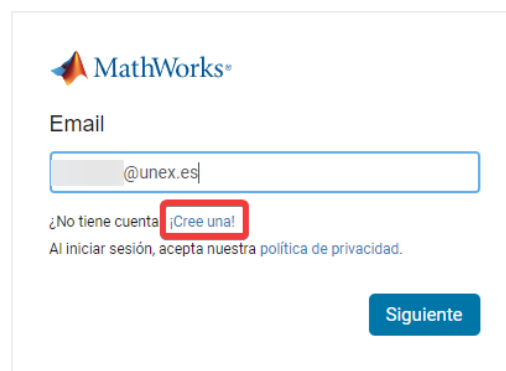 MathWorks®
Email
@unex.es
¿No tiene cuenta ¡Cree una!
Al iniciar sesión, acepta nuestra política de privacidad.
Siguiente